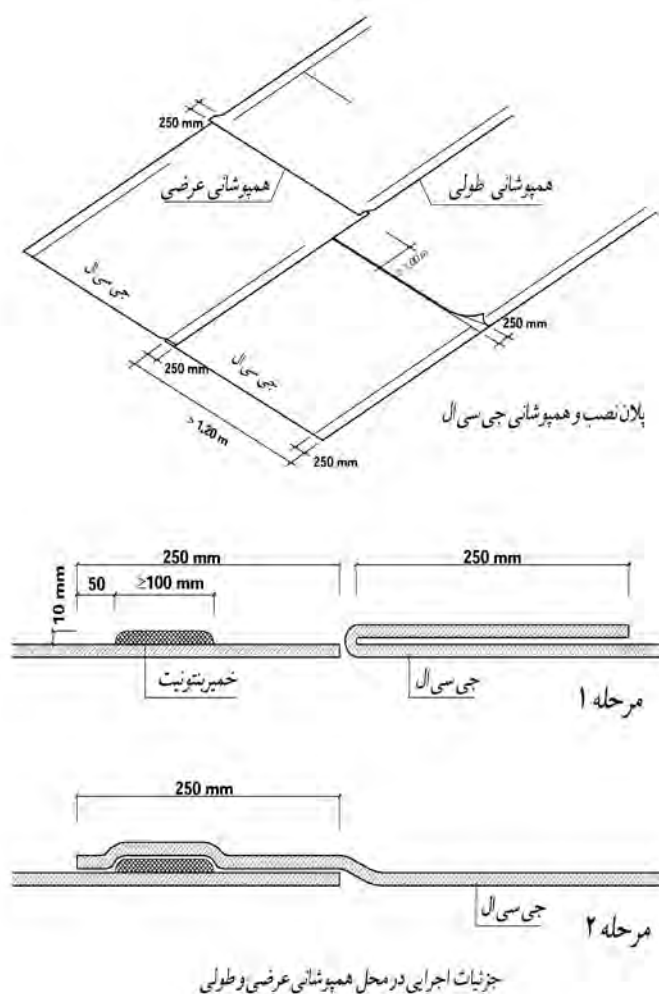 250 mm
همپوشانی عرضی
همپوشانی طولی
≥ 1,00 m
جی سی ال
250 mm
250 mm
جی سی ال
> 1,20 m
250 mm
پلان نصب و همپوشانی جی سی ال
250 mm
250 mm
50
≥100 mm
10 mm
خمیر بنتونیت
جی سی ال
مرحله ۱
250 mm
جی سی ال
مرحله ۲
جزئیات اجرایی در محل همپوشانی عرضی و طولی